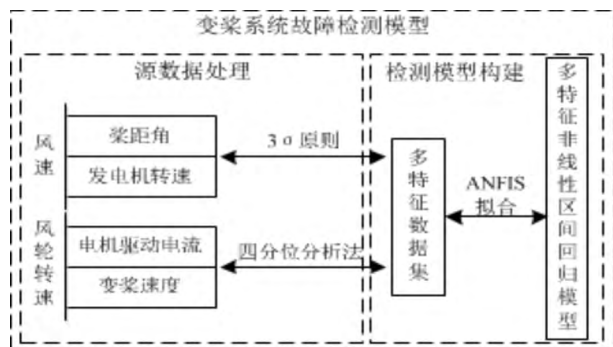 变桨系统故障检测模型
源数据处理
检测模型构建
风速
桨距角
发电机转速
3σ原则
风轮转速
电机驱动电流
变桨速度
四分位分析法
多特征数据集
ANFIS
拟合
多特征非线性区间回归模型